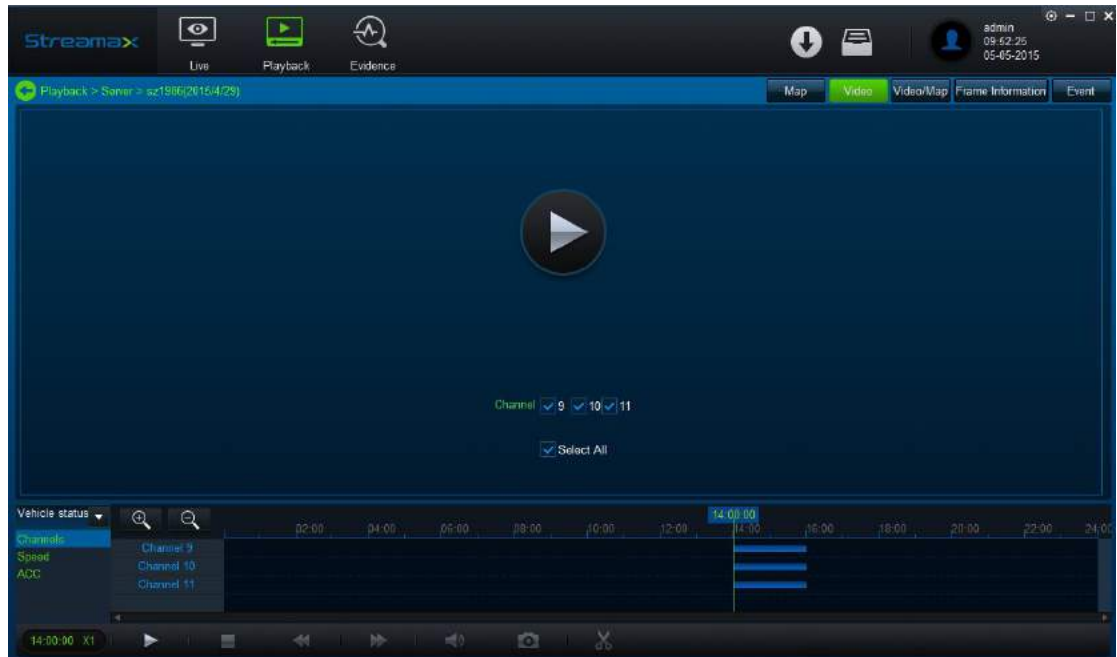 Streamax
Live
Playback
Evidence
admin
09:52:25
05-05-2015
Playback > Server > sz1986(2015/4/29)
Map
Video
Video/Map
Frame Information
Event
Channel 9 10 11
Select All
Vehicle status
14:00:00
02:00 04:00 06:00 08:00 10:00 12:00 14:00 16:00 18:00 20:00 22:00 24:00
Channels
Speed
ACC
Channel 9
Channel 10
Channel 11
14:00:00 X1